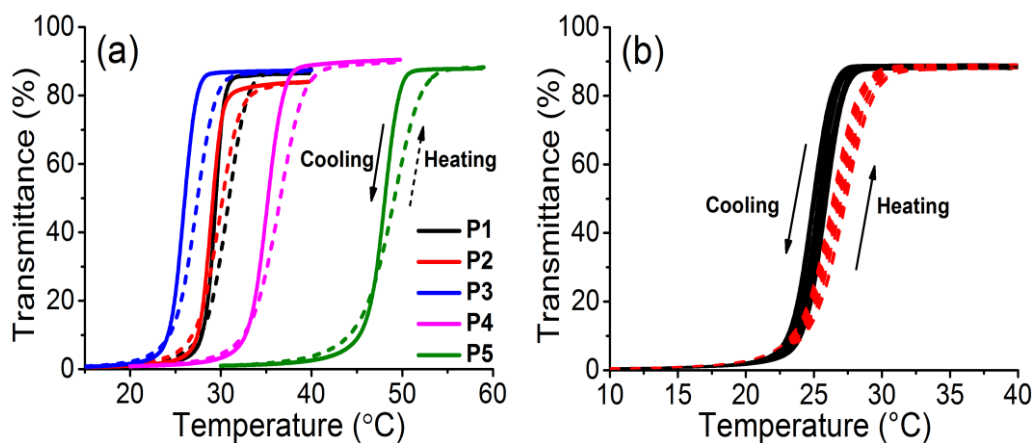 (a)
Transmittance (%)
100
80
60
40
20
0
Cooling
Heating
P1
P2
P3
P4
P5
20 30 40 50 60
Temperature (°C)
(b)
Transmittance (%)
100
80
60
40
20
0
Cooling
Heating
10 15 20 25 30 35 40
Temperature (°C)